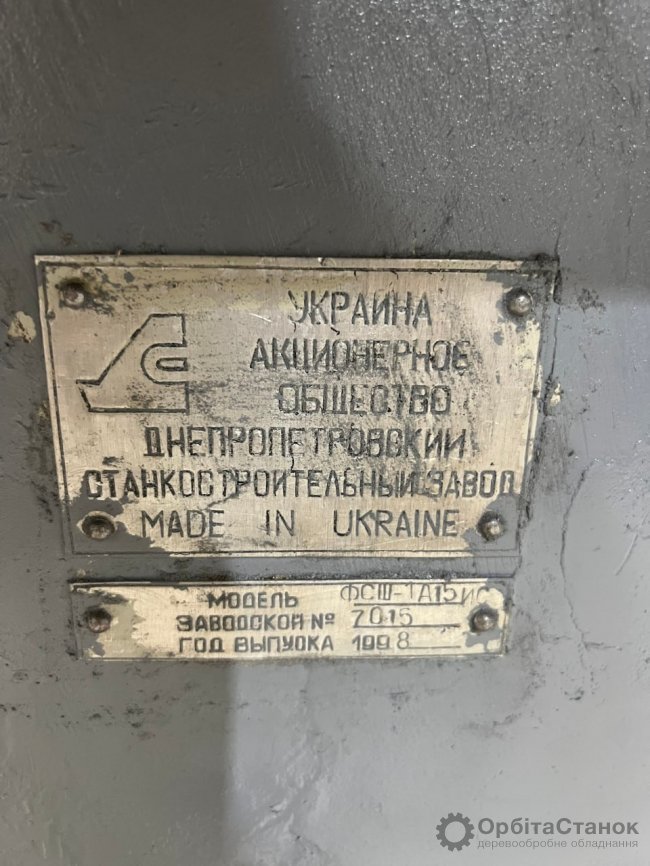 УКРАИНА
АКЦИОНЕРНОЕ
ОБЩЕСТВО
ДНЕПРОПЕТРОВСКИЙ
СТАНКОСТРОИТЕЛЬНЫЙ ЗАВОД
MADE IN UKRAINE
МОДЕЛЬ ФСШ-1А15ИС
ЗАВОДСКОЙ № 7015
ГОД ВЫПУСКА 1998
ОрбітаСтанок
деревообробне обладнання